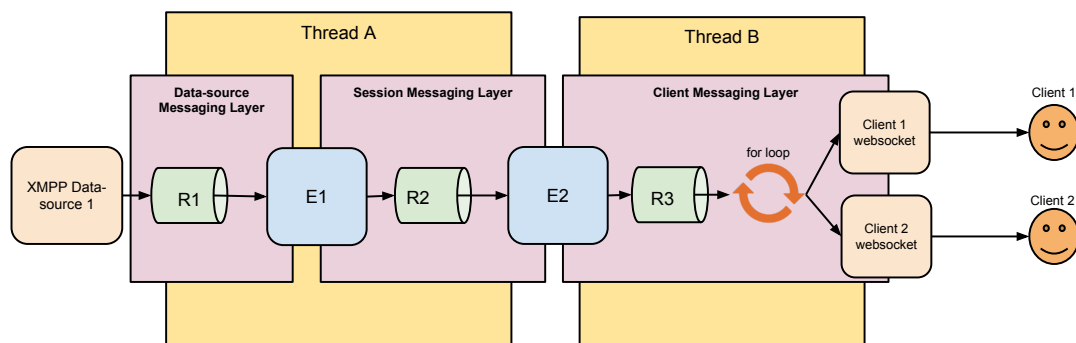 Thread A
Thread B
Data-source
Messaging Layer
Session Messaging Layer
Client Messaging Layer
XMPP Data-
source 1
R1
E1
R2
E2
R3
for loop
Client 1
websocket
Client 2
websocket
Client 1
Client 2